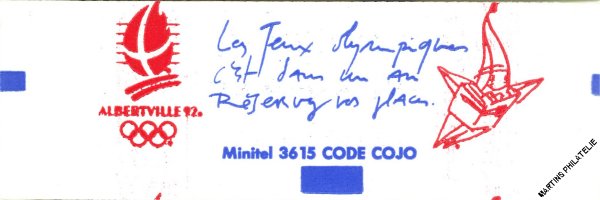 Les Jeux olympiques
c'est dans un an
Réservez vos places.
ALBERTVILLE 92
Minitel 3615 CODE COJO
MARTINS PHILATELIE